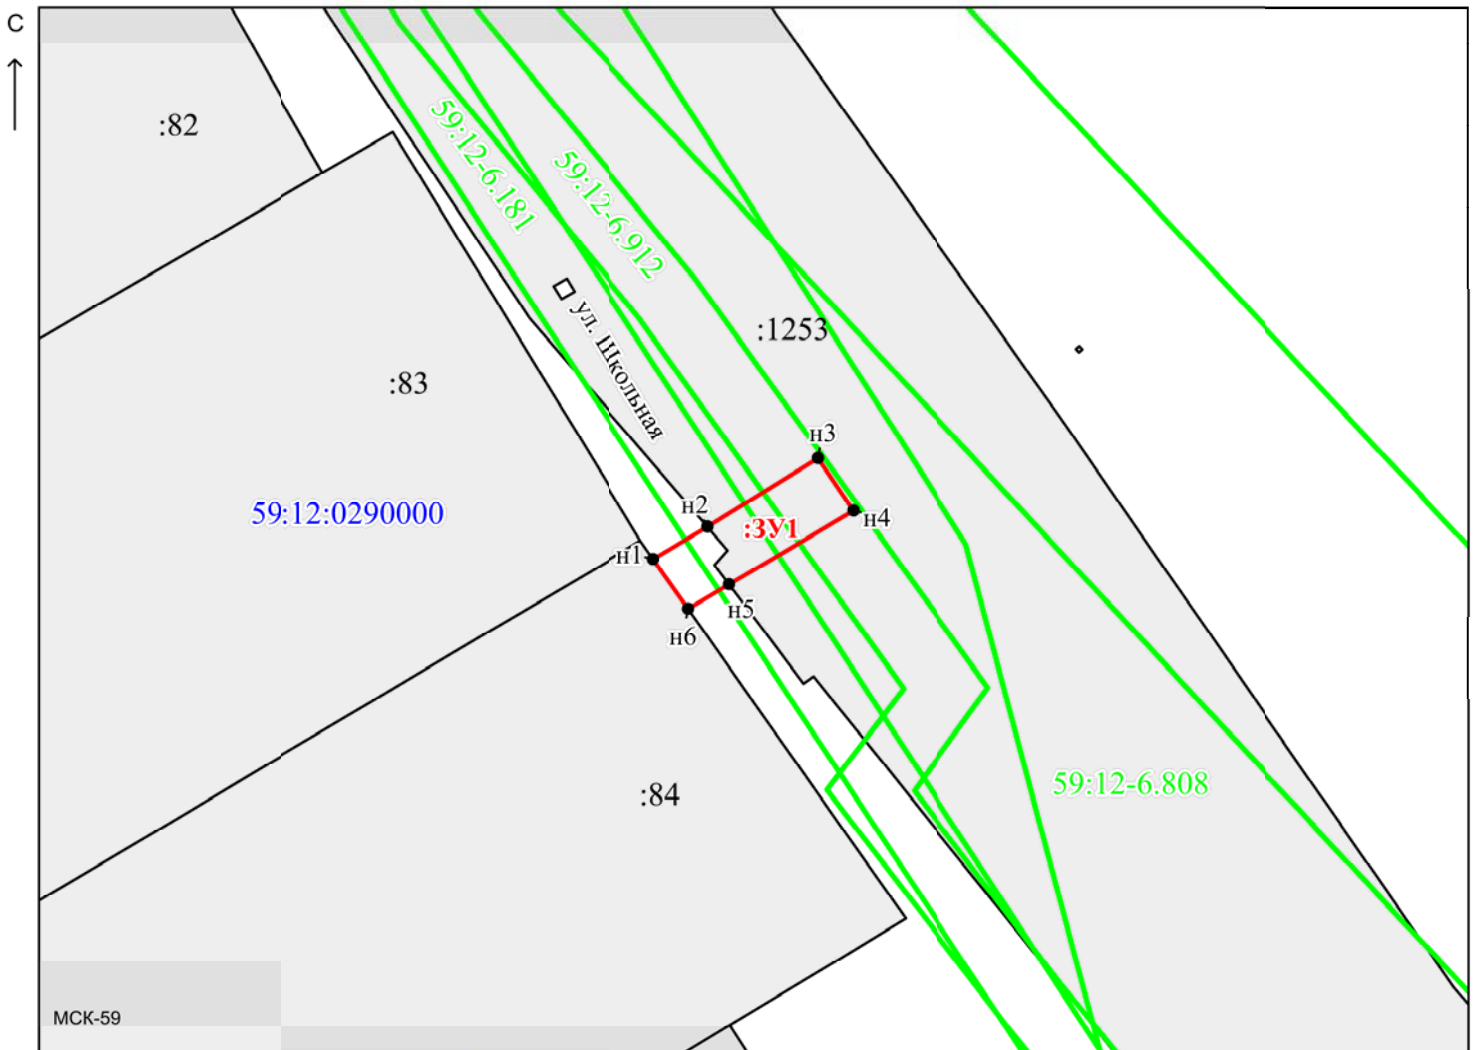 С
:82
59:12-6.181
59:12-6.912
:1253
ул. Школьная
:83
н3
59:12:0290000
н2
:ЗУ1
н4
н1
н5
н6
:84
59:12-6.808
МСК-59